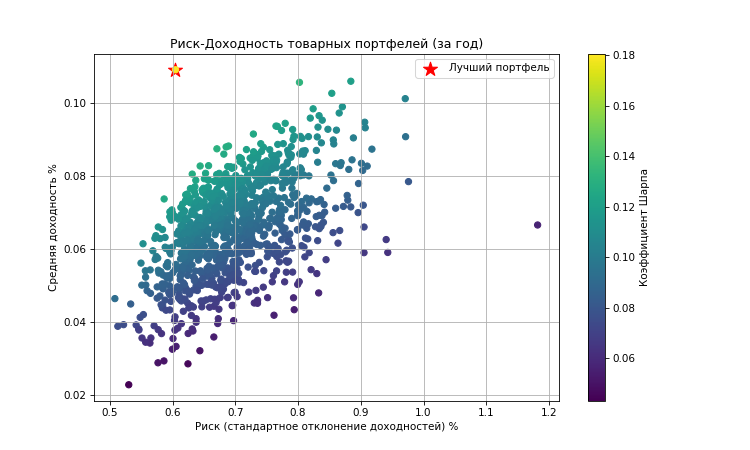 Риск-Доходность товарных портфелей (за год)
Лучший портфель
Средняя доходность %
0.10
0.08
0.06
0.04
0.02
0.5 0.6 0.7 0.8 0.9 1.0 1.1 1.2
Риск (стандартное отклонение доходностей) %
0.18
0.16
0.14
0.12
0.10
0.08
0.06
Коэффициент Шарпа